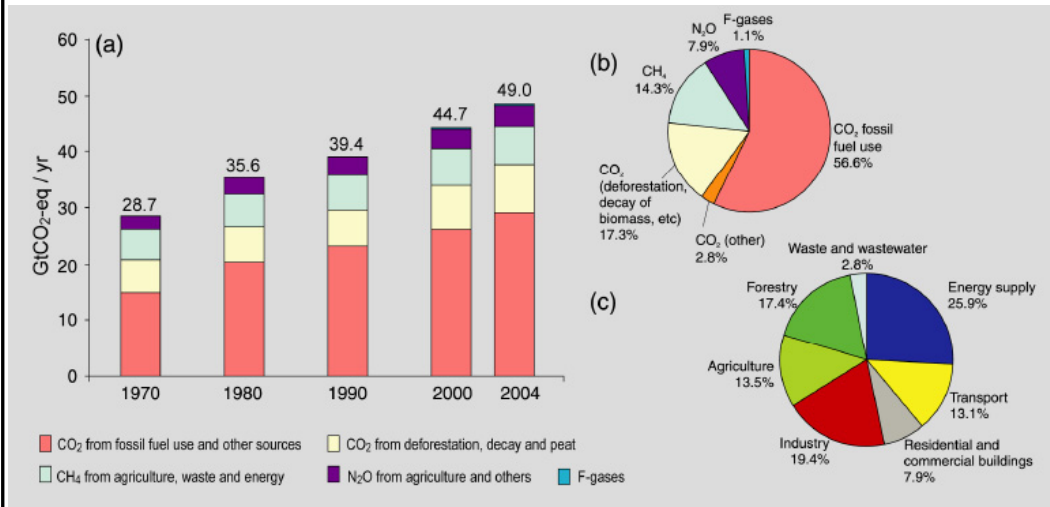 (a)
GtCO₂-eq / yr
60
50
40
30
20
10
0
28.7
35.6
39.4
44.7
49.0
1970
1980
1990
2000
2004
CO₂ from fossil fuel use and other sources
CO₂ from deforestation, decay and peat
CH₄ from agriculture, waste and energy
N₂O from agriculture and others
F-gases
(b)
F-gases
1.1%
N₂O
7.9%
CH₄
14.3%
CO₂ fossil
fuel use
56.6%
CO₂
(deforestation,
decay of
biomass, etc)
17.3%
CO₂ (other)
2.8%
(c)
Waste and wastewater
2.8%
Forestry
17.4%
Energy supply
25.9%
Agriculture
13.5%
Transport
13.1%
Industry
19.4%
Residential and
commercial buildings
7.9%